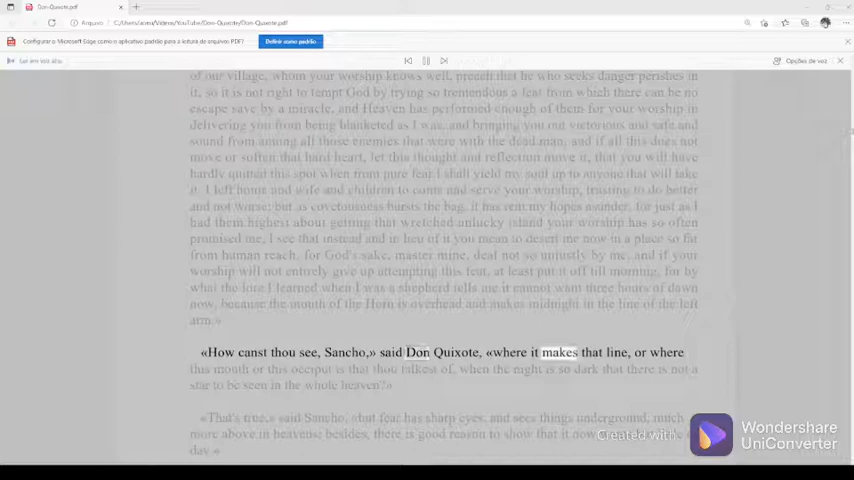 Don-Quixote.pdf
Arquivo
C:/Users/
/Videos/YouTube/Don-Quixote/Don-Quixote.pdf
Configurar o Microsoft Edge como o aplicativo padrão para a leitura de arquivos PDF?
Definir como padrão
Ler em voz alta
Opções de voz
of our village, whom your worship knows well, preach that he who seeks danger perishes in
it, so it is not right to tempt God by trying so tremendous a feat from which there can be no
escape save by a miracle, and Heaven has performed enough of them for your worship in
delivering you from being blanketed as I was, and bringing you out victorious and safe and
sound from among all those enemies that were with the dead man, and if all this does not
move or soften that hard heart, let this thought and reflection move it, that you will have
hardly quitted this spot when from pure fear I shall yield my soul up to anyone that will take
it. I left home and wife and children to come and serve your worship, trusting to do better
and not worse; but as covetousness bursts the bag, it has rent my hopes asunder, for just as I
had them highest about getting that wretched unlucky island your worship has so often
promised me, I see that instead and in lieu of it you mean to desert me now in a place so far
from human reach, for God's sake, master mine, deal not so unjustly by me, and if your
worship will not entirely give up attempting this feat, at least put it off till morning, for by
what the lore I learned when I was a shepherd tells me it cannot want three hours of dawn
now, because the mouth of the Horn is overhead and makes midnight in the line of the left
arm.»
«How canst thou see, Sancho,» said Don Quixote, «where it makes that line, or where
this mouth or this occiput is that thou talkest of, when the night is so dark that there is not a
star to be seen in the whole heaven?»
«That's true,» said Sancho, «but fear has sharp eyes, and sees things underground, much
more above in heavens; besides, there is good reason to show that it now
day.»
Created with
Wondershare
UniConverter